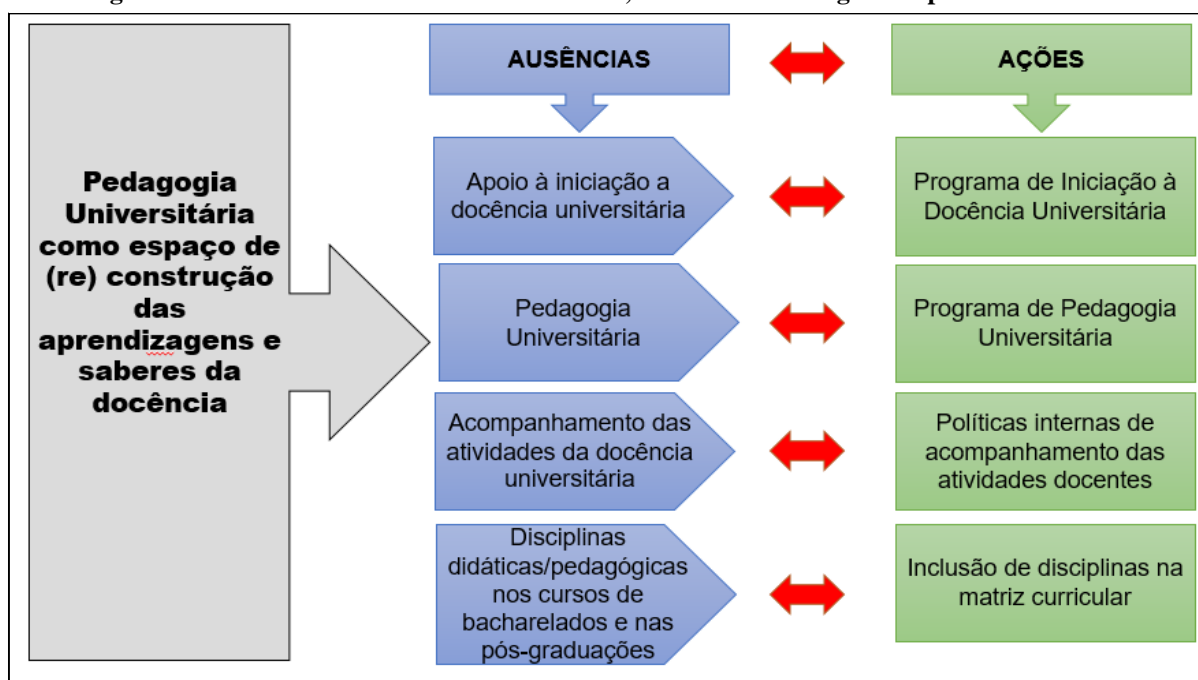 Pedagogia
Universitária
como espaço de
(re) construção
das
aprendizagens e
saberes da
docência
AUSÊNCIAS
AÇÕES
Apoio à iniciação a
docência universitária
Programa de Iniciação à
Docência Universitária
Pedagogia
Universitária
Programa de Pedagogia
Universitária
Acompanhamento das
atividades da docência
universitária
Políticas internas de
acompanhamento das
atividades docentes
Disciplinas
didáticas/pedagógicas
nos cursos de
bacharelados e nas
pós-graduações
Inclusão de disciplinas na
matriz curricular